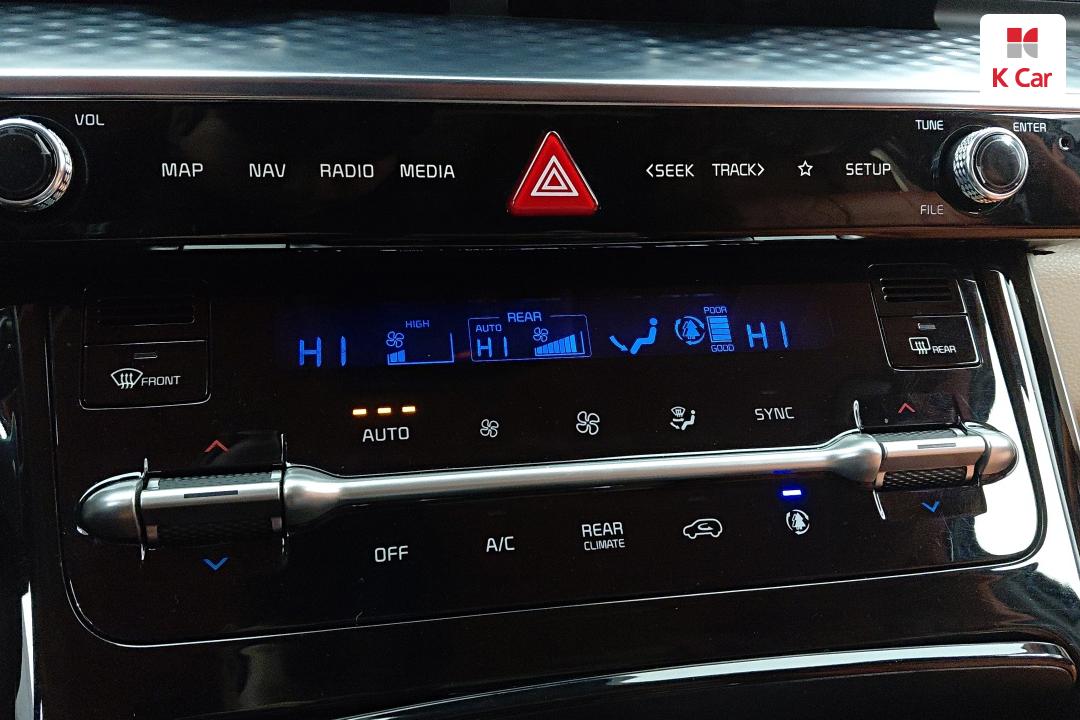 K Car
VOL
MAP NAV RADIO MEDIA <SEEK TRACK> SETUP
TUNE ENTER
FILE
HI HIGH REAR AUTO HI POOR GOOD HI
FRONT
REAR
AUTO SYNC
OFF A/C REAR CLIMATE